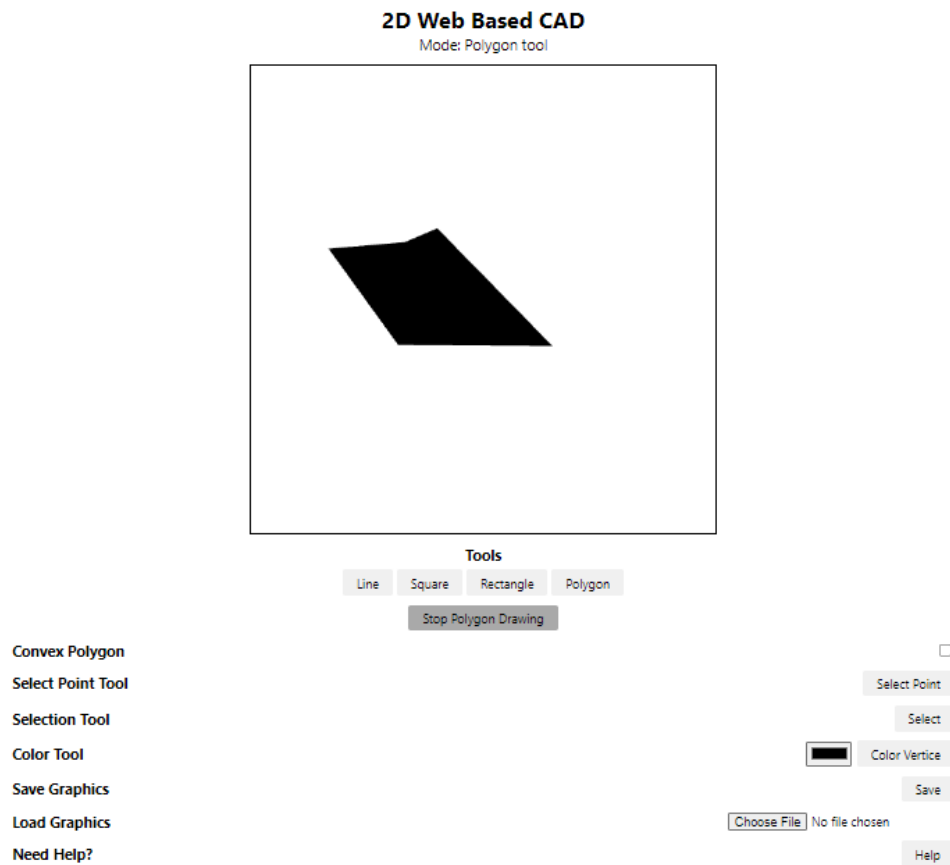 2D Web Based CAD
Mode: Polygon tool
Tools
Line Square Rectangle Polygon
Stop Polygon Drawing
Convex Polygon
Select Point Tool Select Point
Selection Tool Select
Color Tool Color Vertice
Save Graphics Save
Load Graphics Choose File No file chosen
Need Help? Help